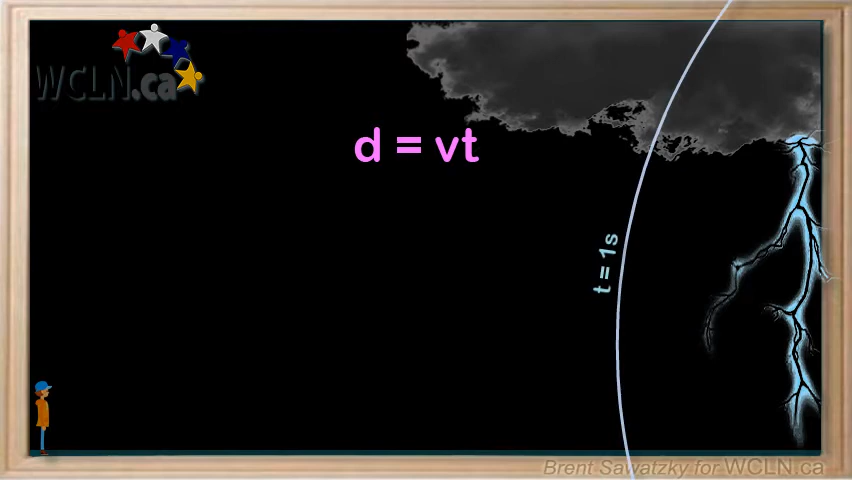 WCLN.ca
d = vt
t = 1s
Brent Sawatzky for WCLN.ca